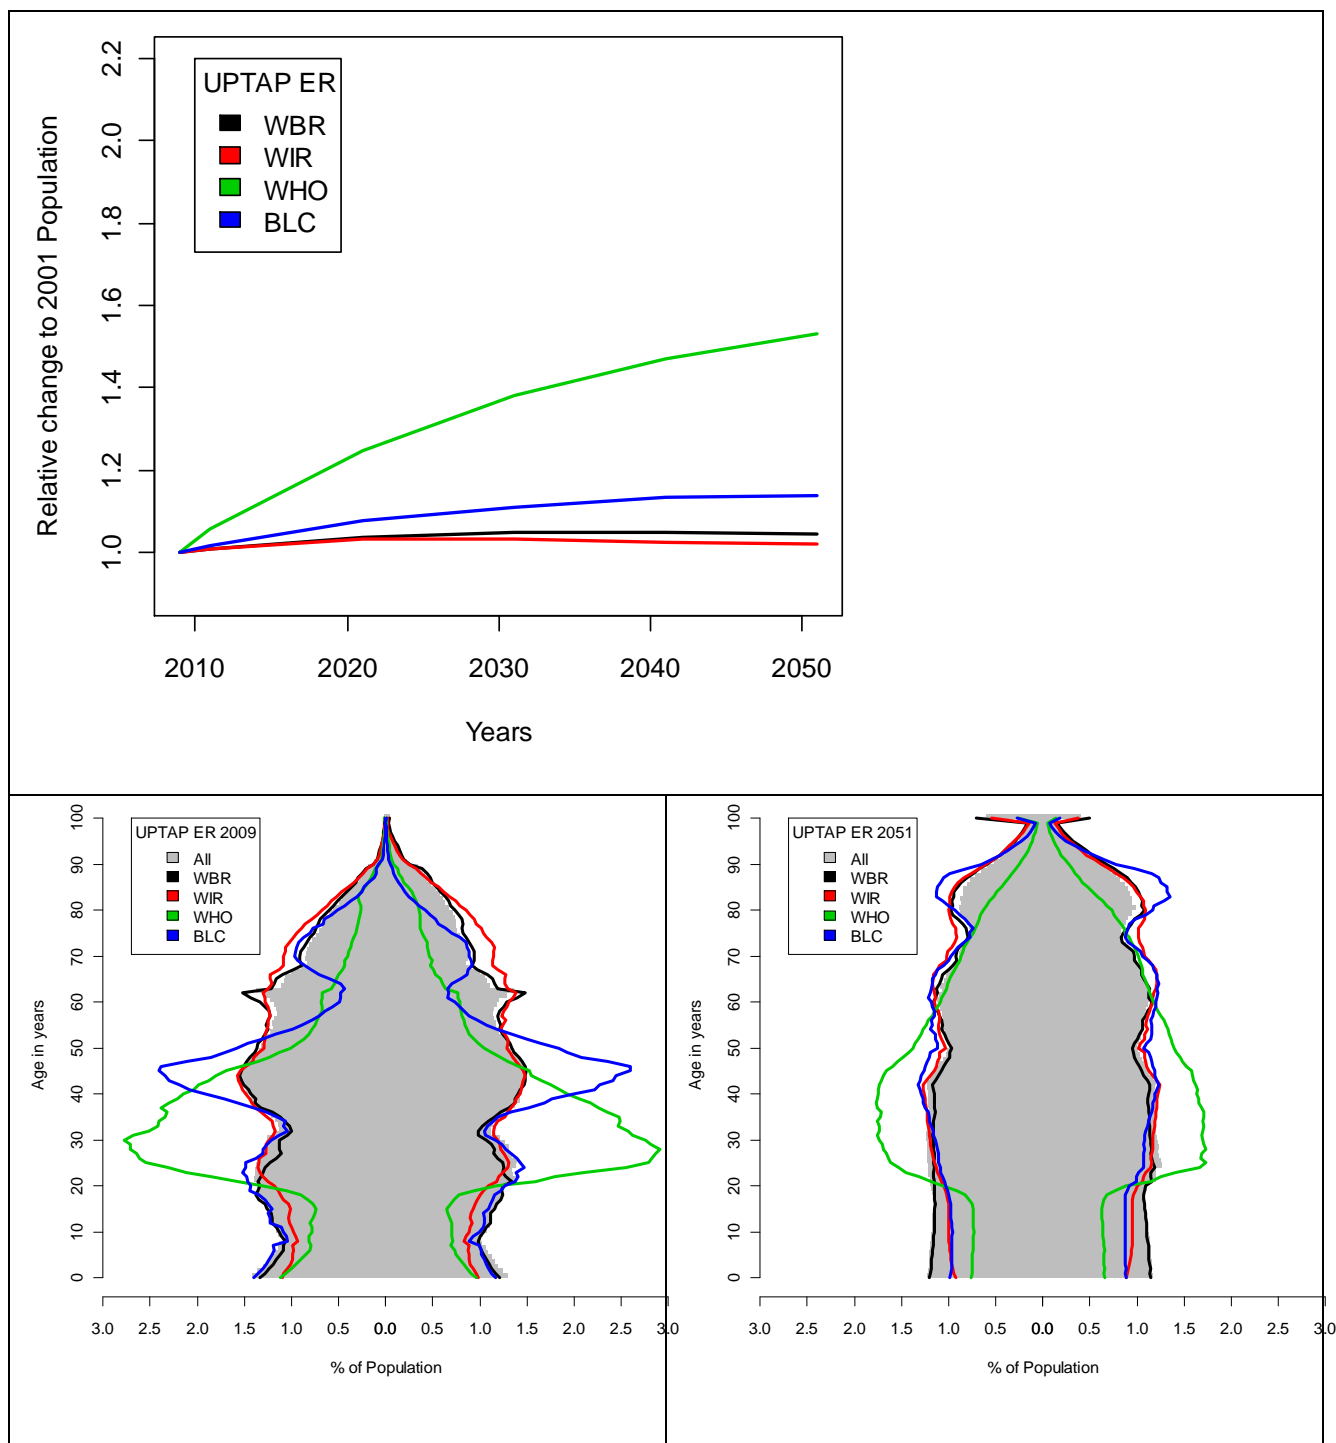 Relative change to 2001 Population
2.2
2.0
1.8
1.6
1.4
1.2
1.0
UPTAP ER
WBR
WIR
WHO
BLC
2010 2020 2030 2040 2050
Years
Age in years
100
90
80
70
60
50
40
30
20
10
0
UPTAP ER 2009
All
WBR
WIR
WHO
BLC
3.0 2.5 2.0 1.5 1.0 0.5 0.0 0.0 0.5 1.0 1.5 2.0 2.5 3.0
% of Population
Age in years
100
90
80
70
60
50
40
30
20
10
0
UPTAP ER 2051
All
WBR
WIR
WHO
BLC
3.0 2.5 2.0 1.5 1.0 0.5 0.0 0.0 0.5 1.0 1.5 2.0 2.5 3.0
% of Population